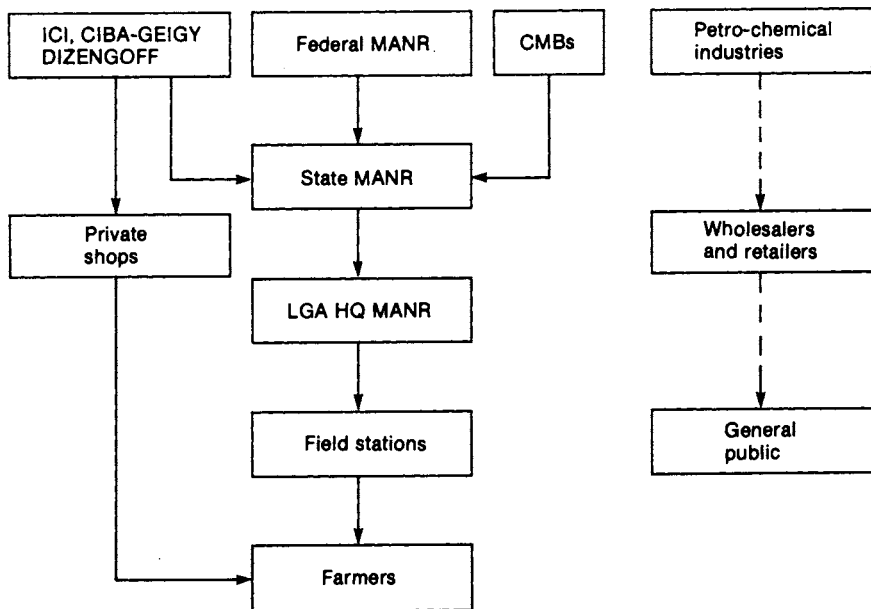 ICI, CIBA-GEIGY
DIZENGOFF
Federal MANR
CMBs
Petro-chemical
industries
State MANR
Private
shops
Wholesalers
and retailers
LGA HQ MANR
Field stations
General
public
Farmers